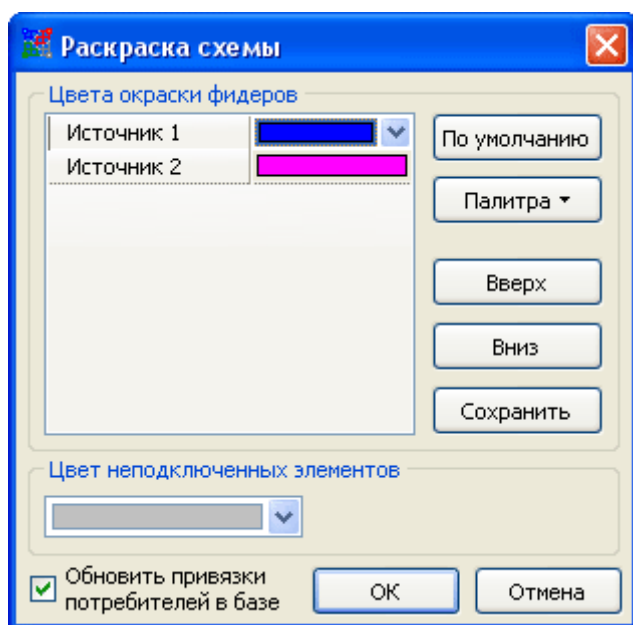 Раскраска схемы
Цвета окраски фидеров
Источник 1
Источник 2
По умолчанию
Палитра
Вверх
Вниз
Сохранить
Цвет неподключенных элементов
Обновить привязки
потребителей в базе
OK
Отмена